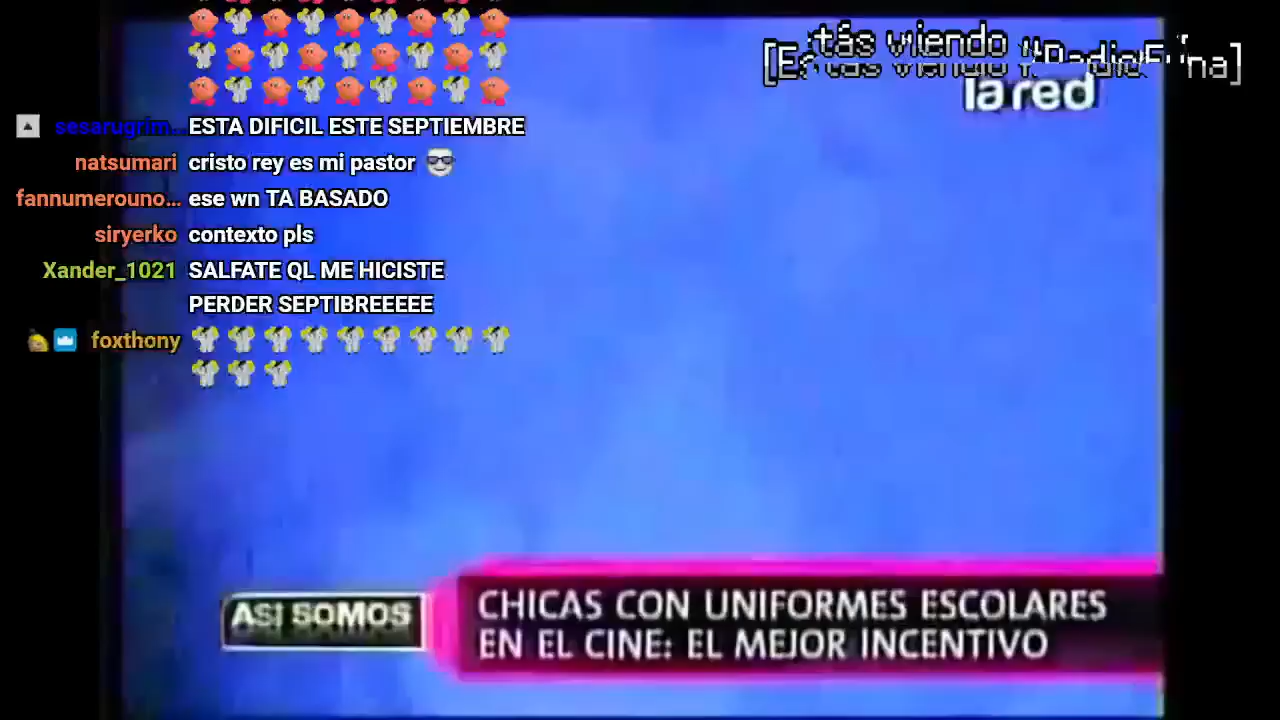 [Estás viendo #RadioFuna]
la red
sesarugrim... ESTA DIFICIL ESTE SEPTIEMBRE
natsumari cristo rey es mi pastor
fannumerouno... ese wn TA BASADO
siryerko contexto pls
Xander_1021 SALFATE QL ME HICISTE
PERDER SEPTIBREEEEE
foxthony
ASI SOMOS
CHICAS CON UNIFORMES ESCOLARES
EN EL CINE: EL MEJOR INCENTIVO